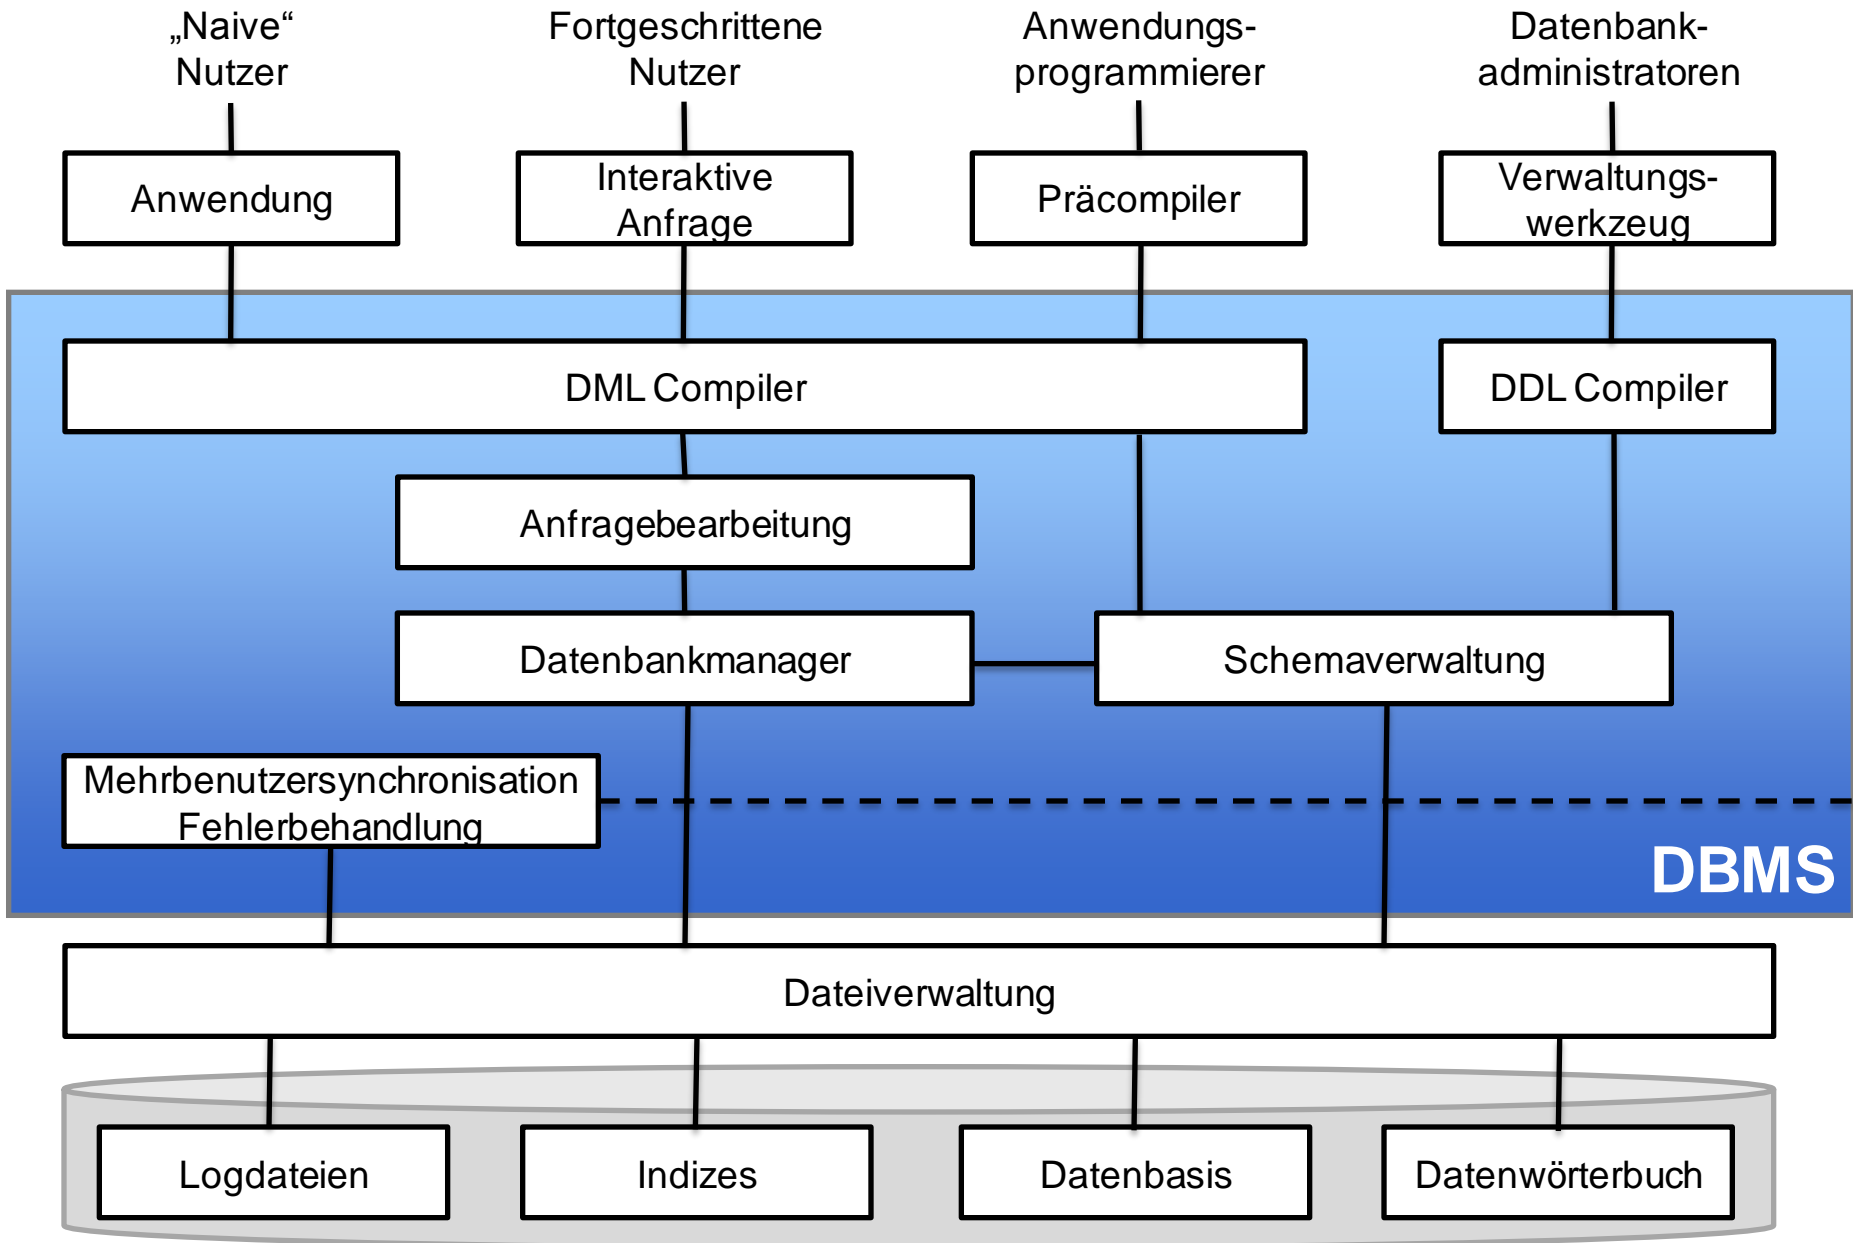 „Naive“
Nutzer
Fortgeschrittene
Nutzer
Anwendungs-
programmierer
Datenbank-
administratoren
Anwendung
Interaktive
Anfrage
Präcompiler
Verwaltungs-
werkzeug
DML Compiler
DDL Compiler
Anfragebearbeitung
Datenbankmanager
Schemaverwaltung
Mehrbenutzersynchronisation
Fehlerbehandlung
DBMS
Dateiverwaltung
Logdateien
Indizes
Datenbasis
Datenwörterbuch